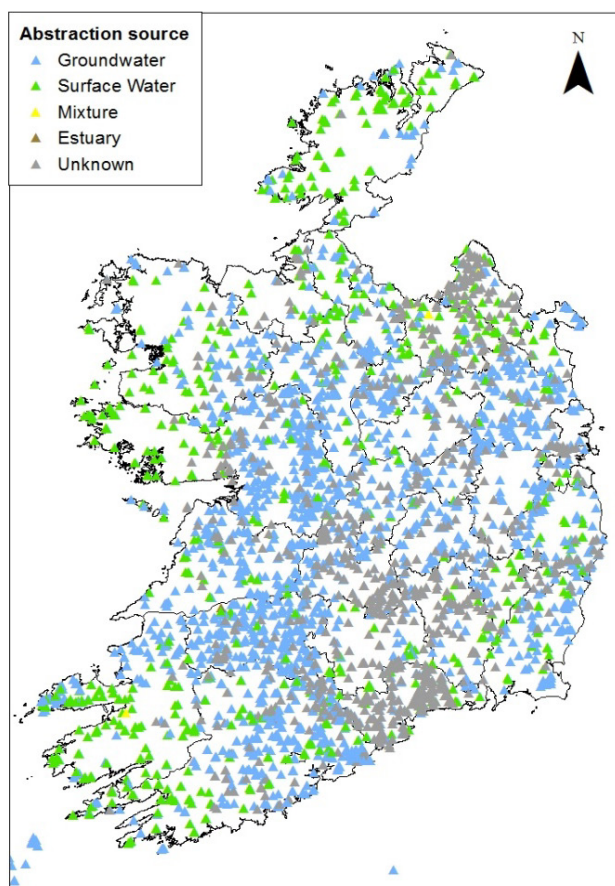 Abstraction source
Groundwater
Surface Water
Mixture
Estuary
Unknown
N